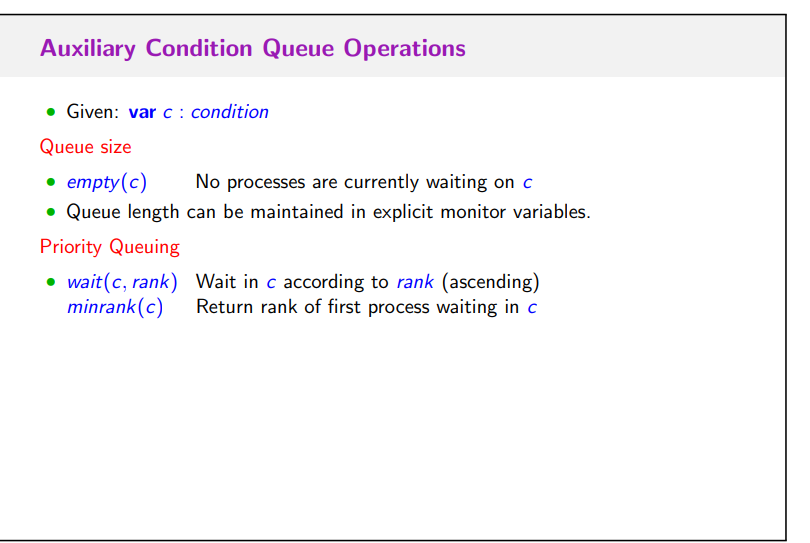 Auxiliary Condition Queue Operations
• Given: var c : condition
Queue size
• empty(c) No processes are currently waiting on c
• Queue length can be maintained in explicit monitor variables.
Priority Queuing
• wait(c, rank) Wait in c according to rank (ascending)
minrank(c) Return rank of first process waiting in c